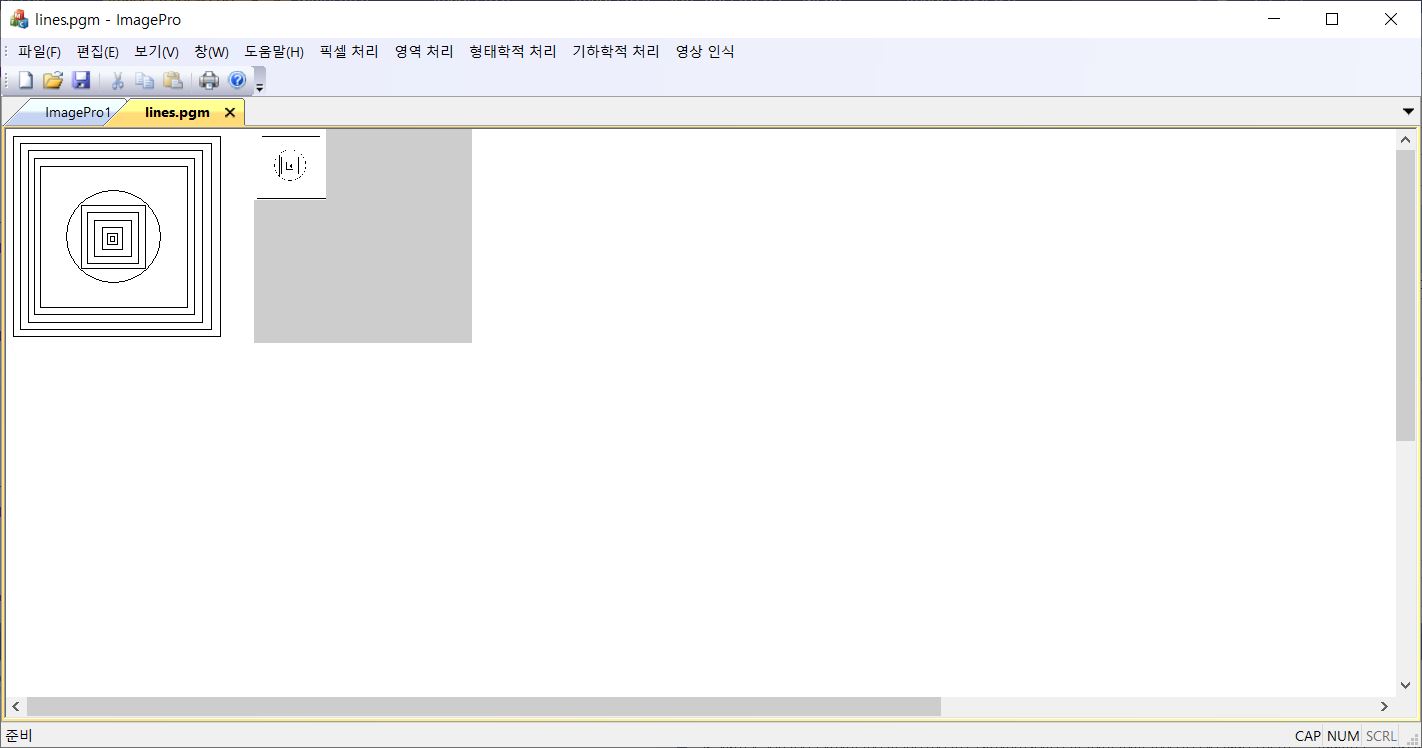 lines.pgm - ImagePro
파일(F) 편집(E) 보기(V) 창(W) 도움말(H) 픽셀 처리 영역 처리 형태학적 처리 기하학적 처리 영상 인식
ImagePro1 lines.pgm
준비 CAP NUM SCRL